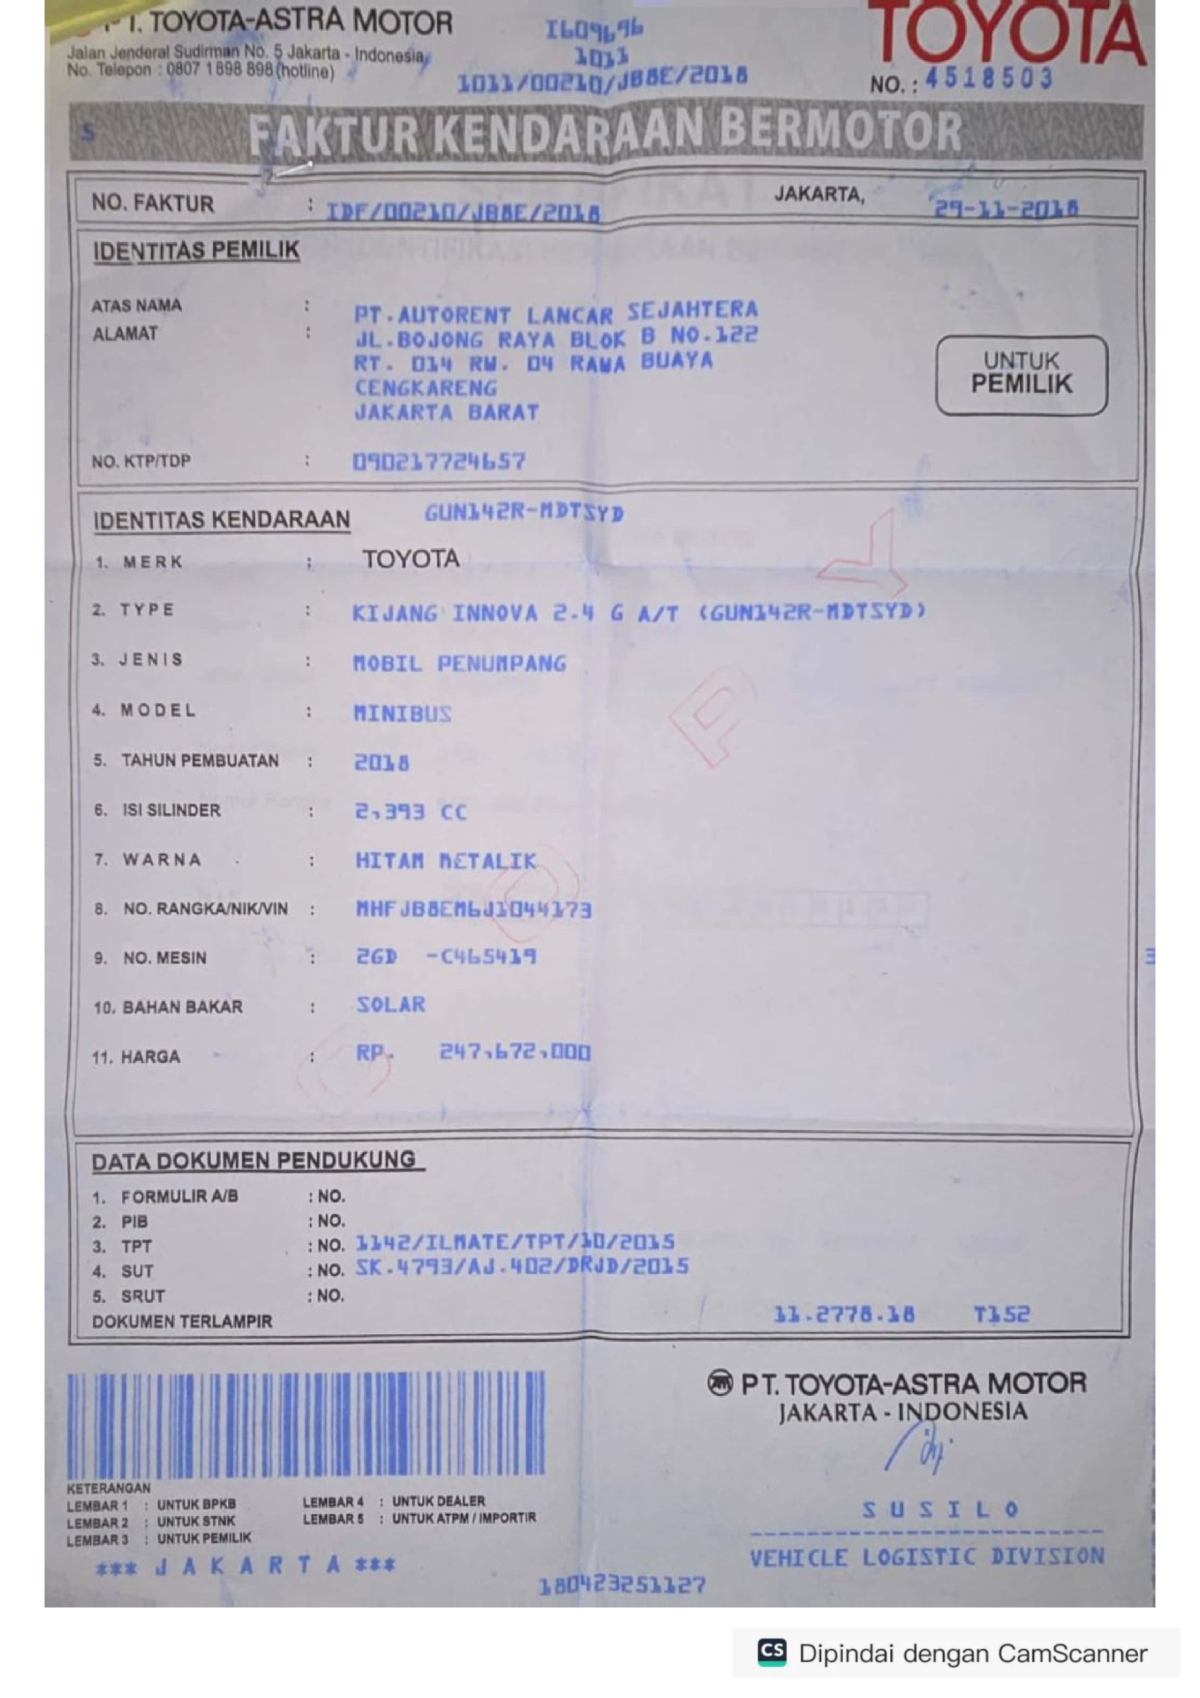 P.T. TOYOTA-ASTRA MOTOR
Jalan Jenderal Sudirman No. 5 Jakarta - Indonesia
No. Telepon : 0807 1 898 898 (hotline)
I609696
1011
1011/00210/JB8E/2018
TOYOTA
NO. : 4518503
S
FAKTUR KENDARAAN BERMOTOR
NO. FAKTUR : IDF/00210/JB8E/2018
JAKARTA, 29-11-2018
IDENTITAS PEMILIK
ATAS NAMA : PT.AUTORENT LANCAR SEJAHTERA
ALAMAT : JL.BOJONG RAYA BLOK B NO.122
RT. 014 RW. 04 RAWA BUAYA
CENGKARENG
JAKARTA BARAT
UNTUK
PEMILIK
NO. KTP/TDP : 090217724657
IDENTITAS KENDARAAN GUN142R-MDTSYD
1. MERK : TOYOTA
2. TYPE : KIJANG INNOVA 2.4 G A/T (GUN142R-MDTSYD)
3. JENIS : MOBIL PENUMPANG
4. MODEL : MINIBUS
5. TAHUN PEMBUATAN : 2018
6. ISI SILINDER : 2,393 CC
7. WARNA : HITAM METALIK
8. NO. RANGKA/NIK/VIN : MHFJB8EM6J1044173
9. NO. MESIN : 2GD -C465419
10. BAHAN BAKAR : SOLAR
11. HARGA : RP. 247,672,000
COPY
DATA DOKUMEN PENDUKUNG
1. FORMULIR A/B : NO.
2. PIB : NO.
3. TPT : NO. 1142/ILMATE/TPT/10/2015
4. SUT : NO. SK.4793/AJ.402/DRJD/2015
5. SRUT : NO.
DOKUMEN TERLAMPIR
11.2778.18 T152
PT. TOYOTA-ASTRA MOTOR
JAKARTA - INDONESIA
KETERANGAN
LEMBAR 1 : UNTUK BPKB
LEMBAR 2 : UNTUK STNK
LEMBAR 3 : UNTUK PEMILIK
LEMBAR 4 : UNTUK DEALER
LEMBAR 5 : UNTUK ATPM / IMPORTIR
*** J A K A R T A ***
S U S I L O
VEHICLE LOGISTIC DIVISION
180423251127
CS Dipindai dengan CamScanner